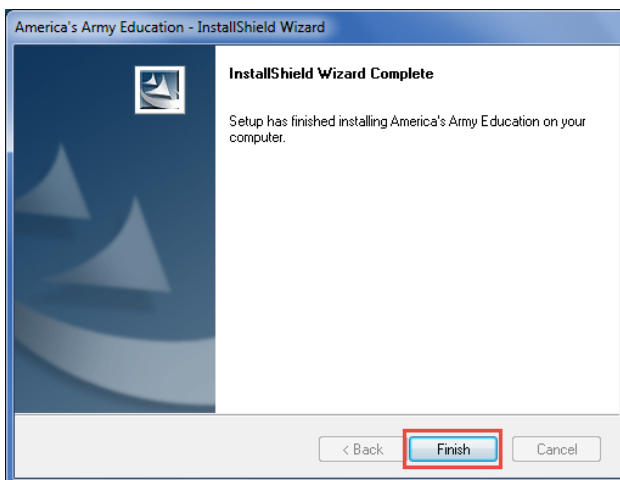 America's Army Education - InstallShield Wizard
InstallShield Wizard Complete
Setup has finished installing America's Army Education on your
computer.
< Back
Finish
Cancel